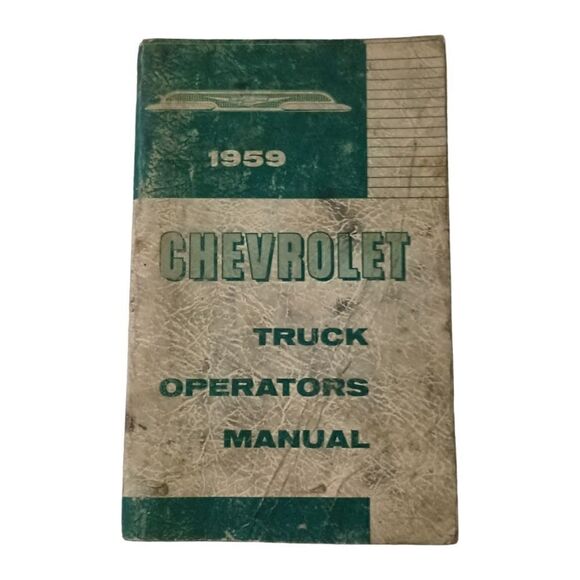 1959
CHEVROLET
TRUCK
OPERATORS
MANUAL